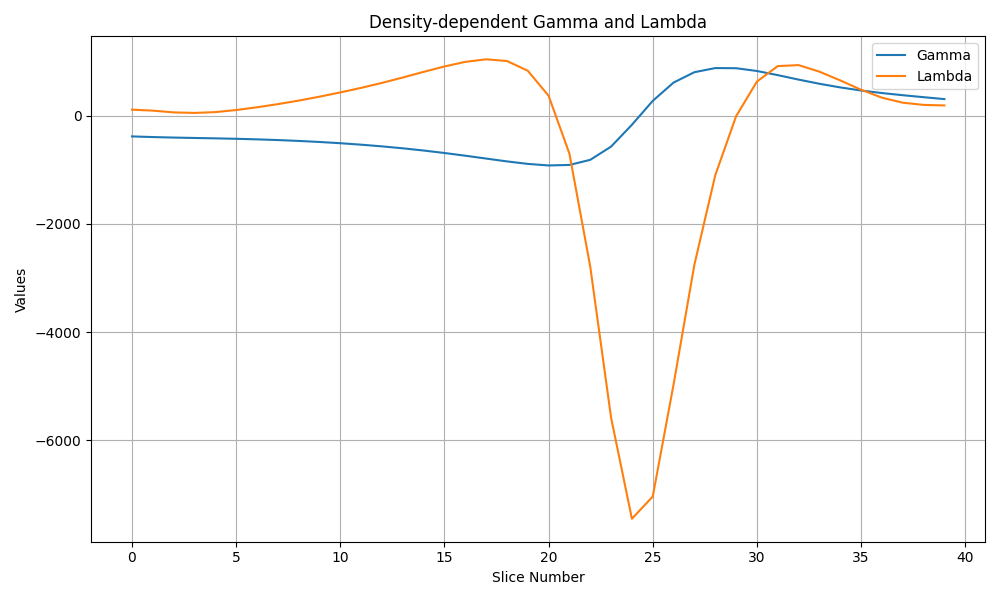 Density-dependent Gamma and Lambda
Gamma
Lambda
0
−2000
−4000
−6000
Values
0 5 10 15 20 25 30 35 40
Slice Number